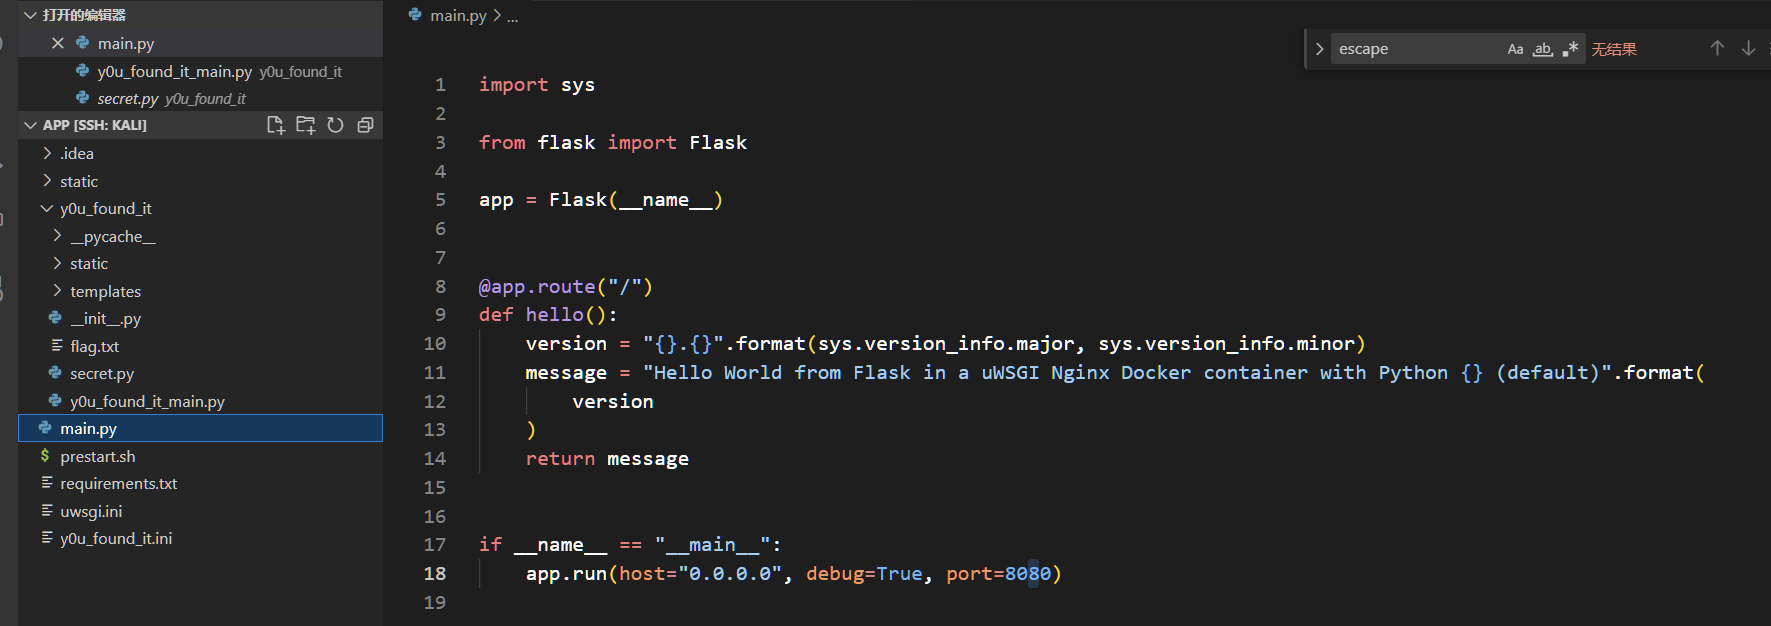 打开的编辑器
main.py
y0u_found_it_main.py y0u_found_it
secret.py y0u_found_it
APP [SSH: KALI]
.idea
static
y0u_found_it
__pycache__
static
templates
__init__.py
flag.txt
secret.py
y0u_found_it_main.py
main.py
$ prestart.sh
requirements.txt
uwsgi.ini
y0u_found_it.ini
main.py > ...
escape Aa ab .* 无结果
1 import sys
2
3 from flask import Flask
4
5 app = Flask(__name__)
6
7
8 @app.route("/")
9 def hello():
10 version = "{}.{}".format(sys.version_info.major, sys.version_info.minor)
11 message = "Hello World from Flask in a uWSGI Nginx Docker container with Python {} (default)".format(
12 version
13 )
14 return message
15
16
17 if __name__ == "__main__":
18 app.run(host="0.0.0.0", debug=True, port=8080)
19